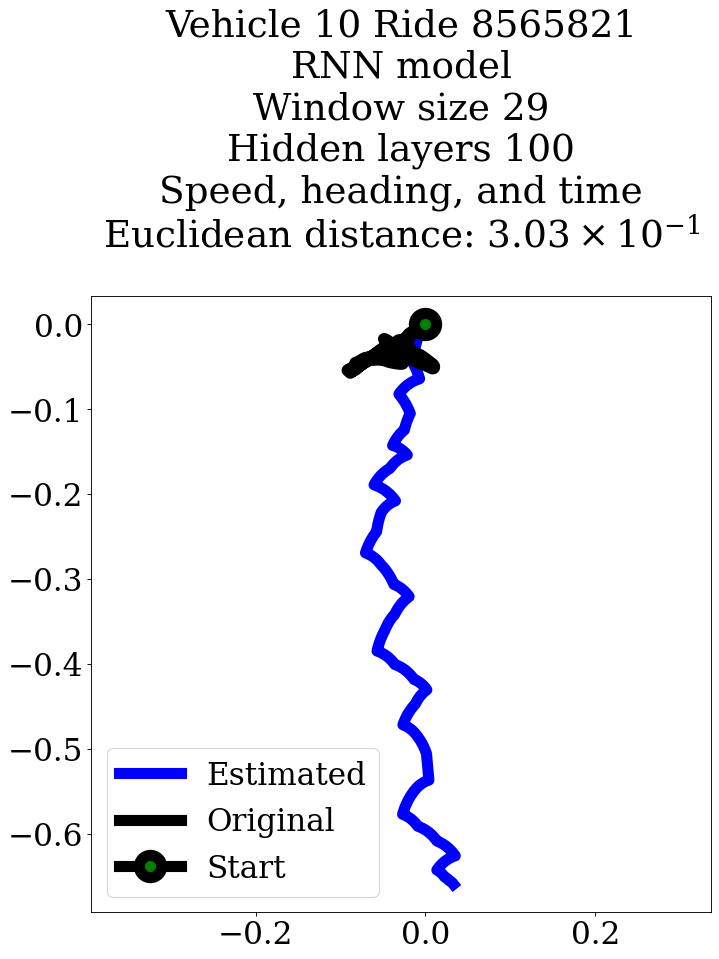 Vehicle 10 Ride 8565821
RNN model
Window size 29
Hidden layers 100
Speed, heading, and time
Euclidean distance: 3.03 × 10⁻¹
0.0
−0.1
−0.2
−0.3
−0.4
−0.5
−0.6
Estimated
Original
Start
−0.2 0.0 0.2